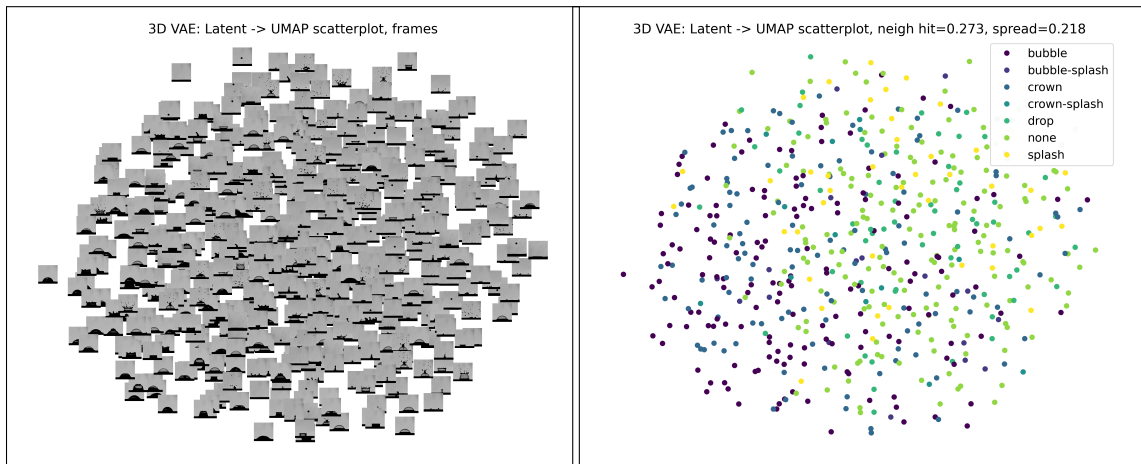 3D VAE: Latent -> UMAP scatterplot, frames
3D VAE: Latent -> UMAP scatterplot, neigh hit=0.273, spread=0.218
bubble
bubble-splash
crown
crown-splash
drop
none
splash